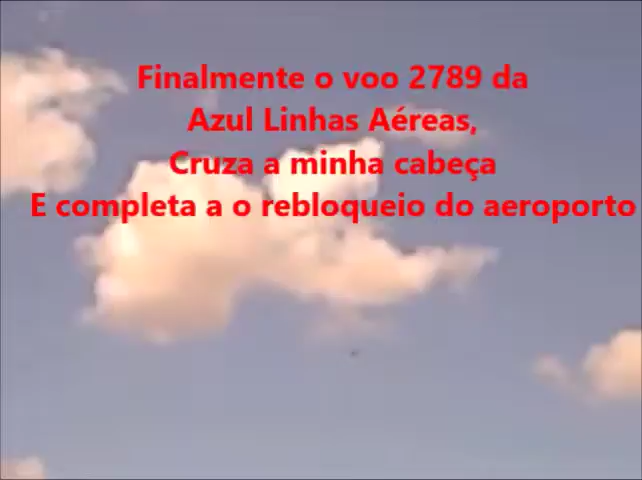 Finalmente o voo 2789 da
Azul Linhas Aéreas,
Cruza a minha cabeça
E completa a o rebloqueio do aeroporto